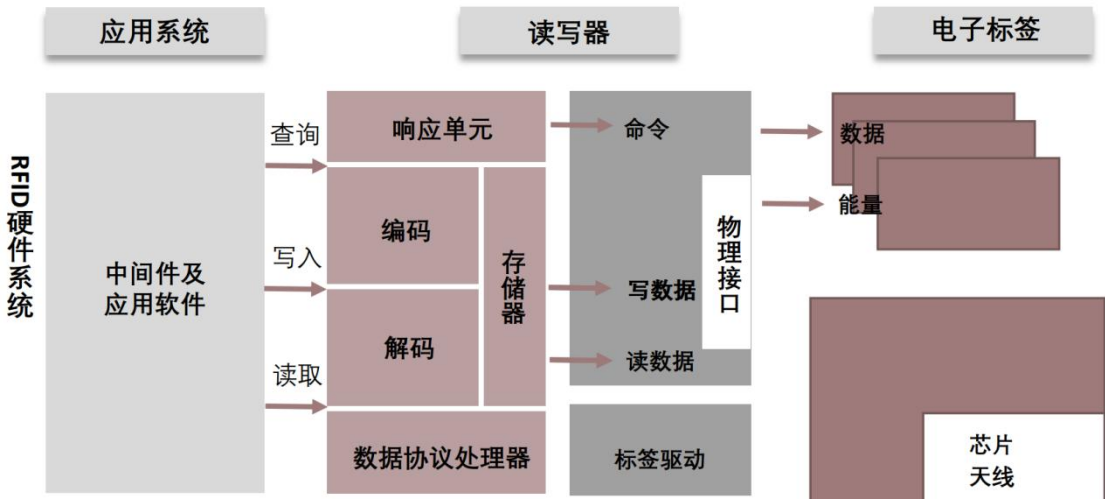 应用系统
读写器
电子标签
RFID硬件系统
中间件及
应用软件
查询
写入
读取
响应单元
编码
解码
存储器
数据协议处理器
命令
写数据
读数据
物理接口
标签驱动
数据
能量
芯片
天线